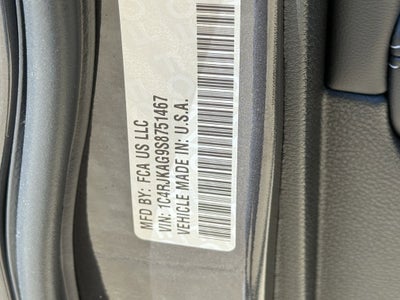 MFD BY: FCA US LLC
VIN: 1C4RJKAG9S8751467
VEHICLE MADE IN: U.S.A.